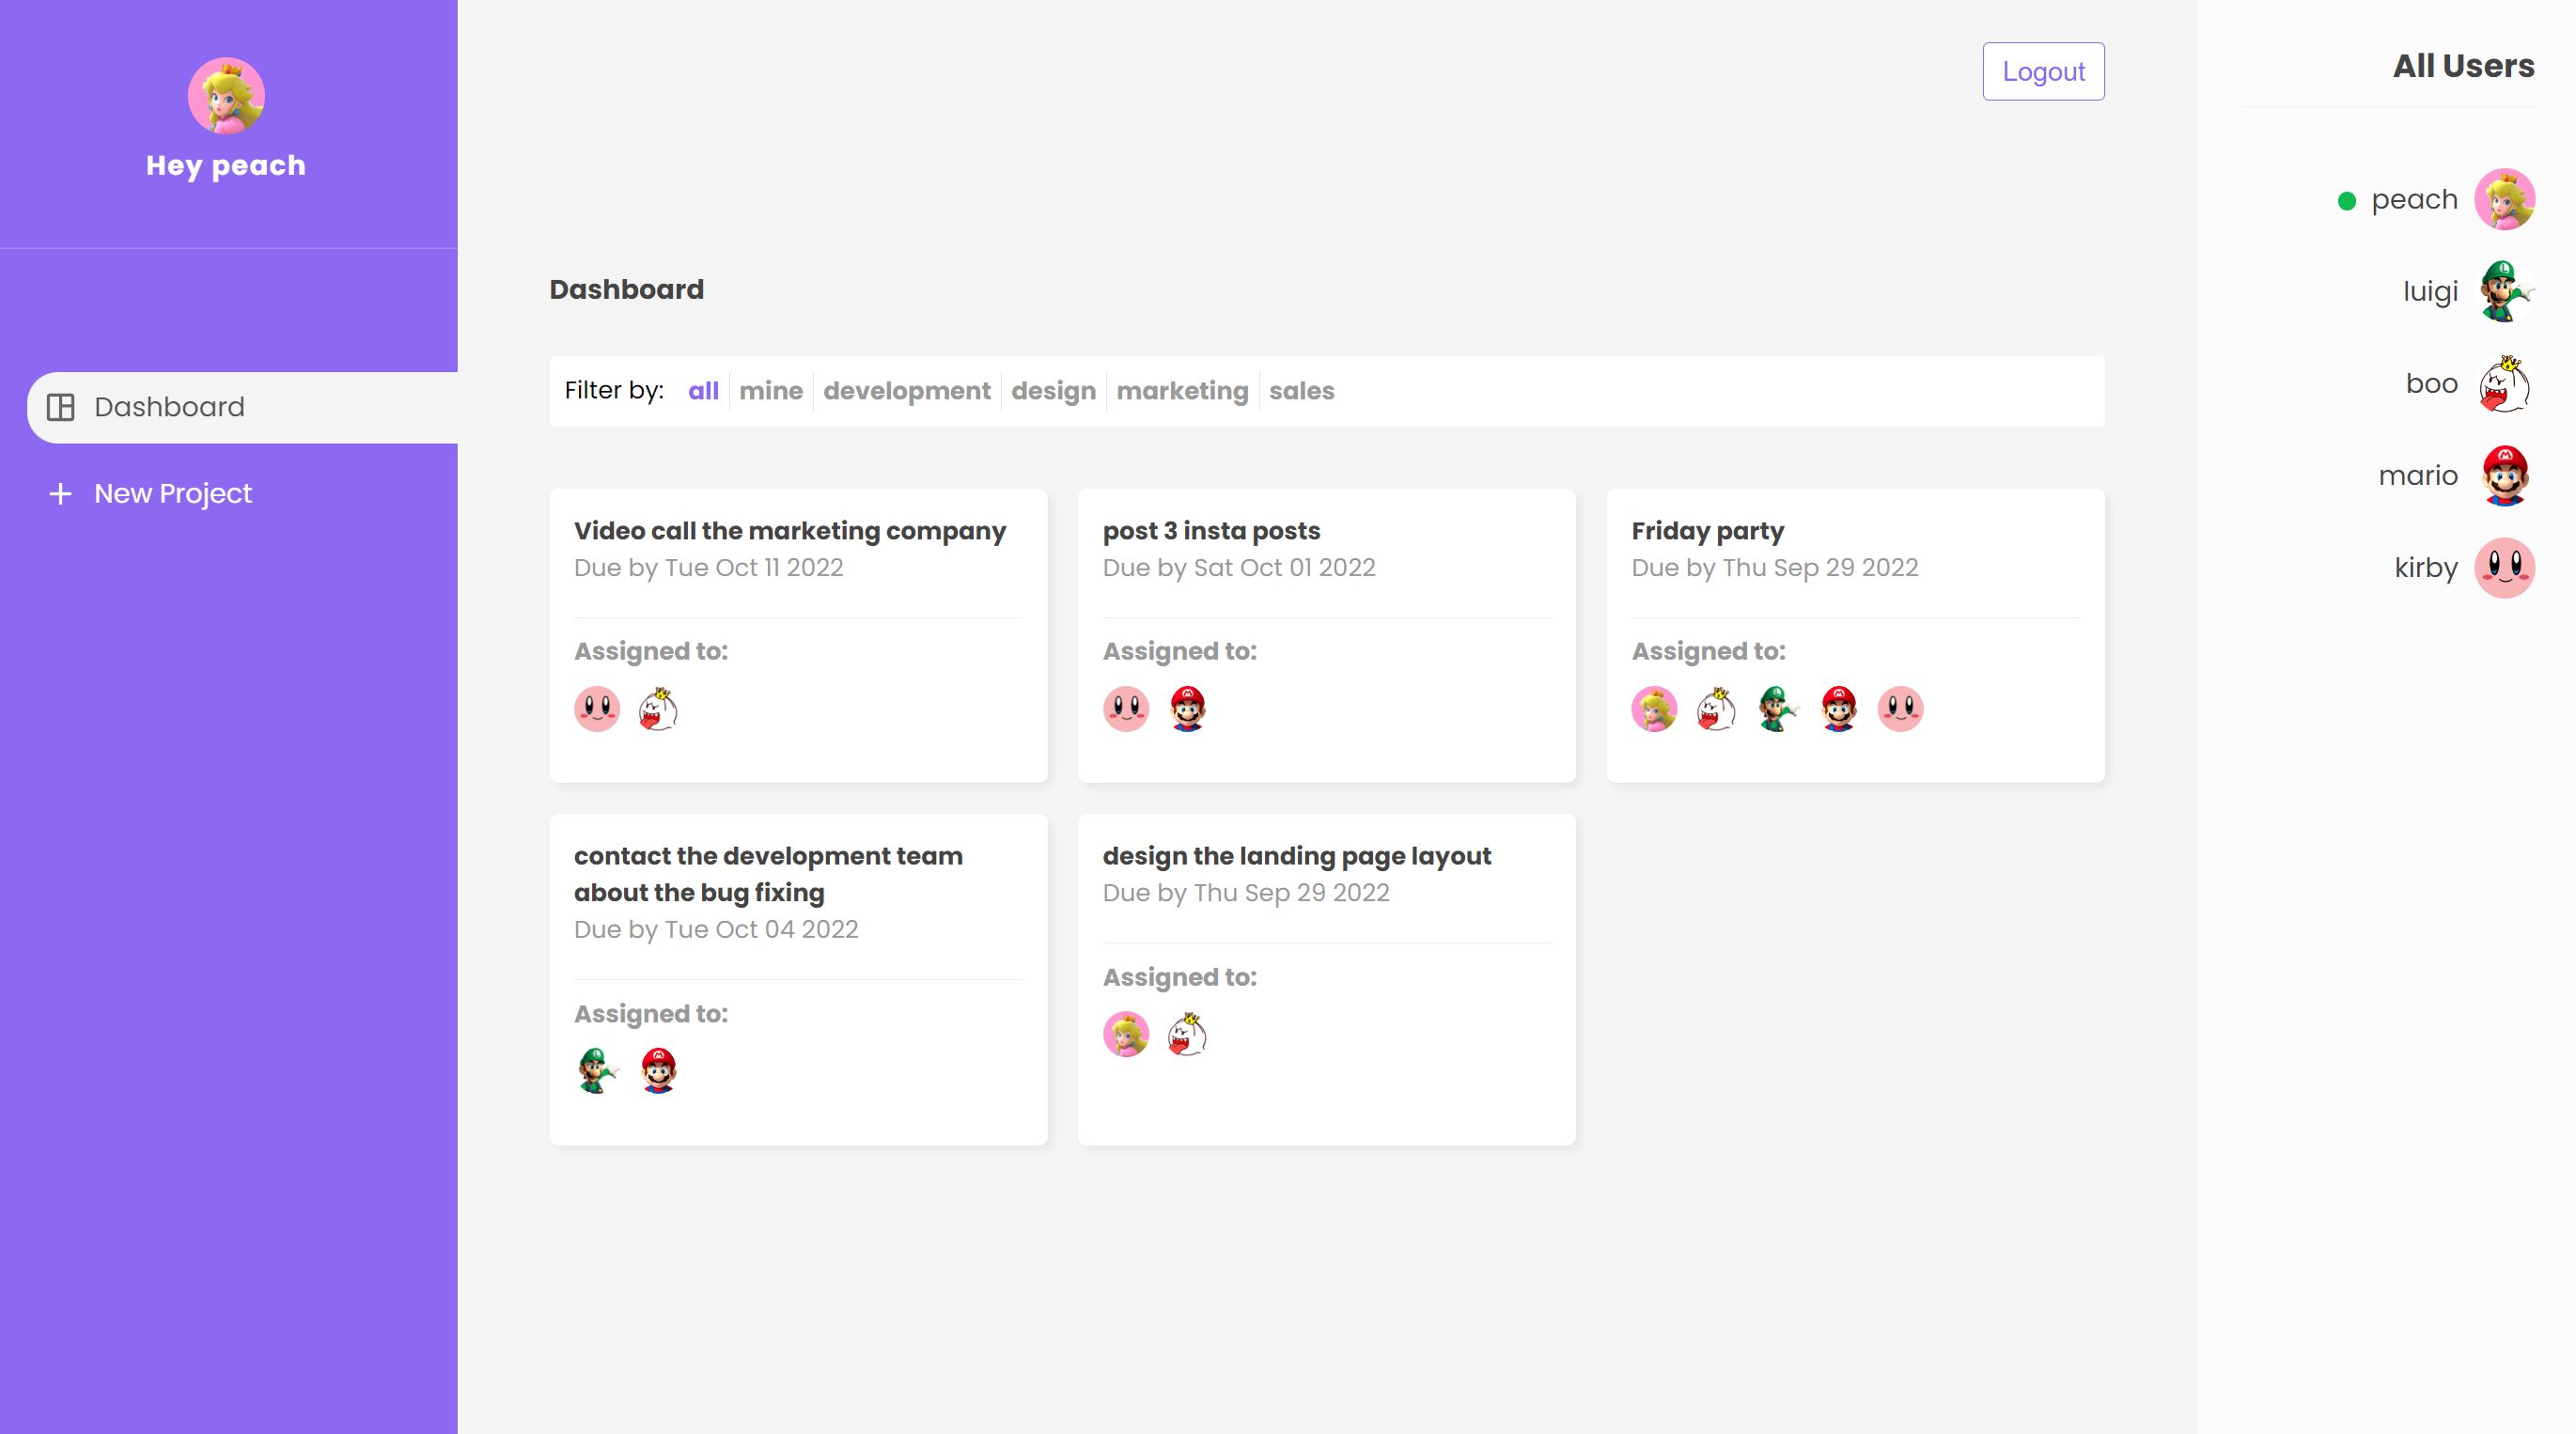 Hey peach
Dashboard
New Project
Logout
Dashboard
Filter by: all mine development design marketing sales
Video call the marketing company
Due by Tue Oct 11 2022
Assigned to:
post 3 insta posts
Due by Sat Oct 01 2022
Assigned to:
Friday party
Due by Thu Sep 29 2022
Assigned to:
contact the development team
about the bug fixing
Due by Tue Oct 04 2022
Assigned to:
design the landing page layout
Due by Thu Sep 29 2022
Assigned to:
All Users
peach
luigi
boo
mario
kirby